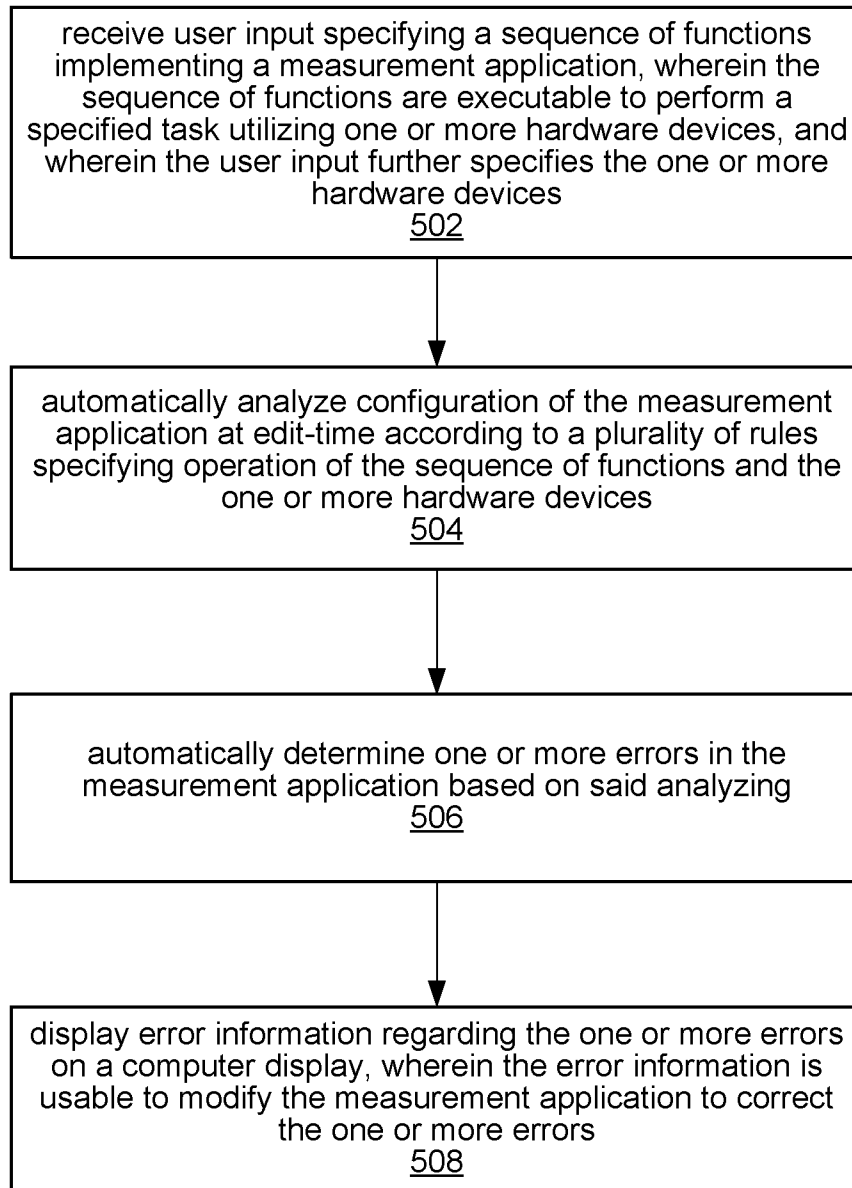 receive user input specifying a sequence of functions
implementing a measurement application, wherein the
sequence of functions are executable to perform a
specified task utilizing one or more hardware devices, and
wherein the user input further specifies the one or more
hardware devices
502
automatically analyze configuration of the measurement
application at edit-time according to a plurality of rules
specifying operation of the sequence of functions and the
one or more hardware devices
504
automatically determine one or more errors in the
measurement application based on said analyzing
506
display error information regarding the one or more errors
on a computer display, wherein the error information is
usable to modify the measurement application to correct
the one or more errors
508